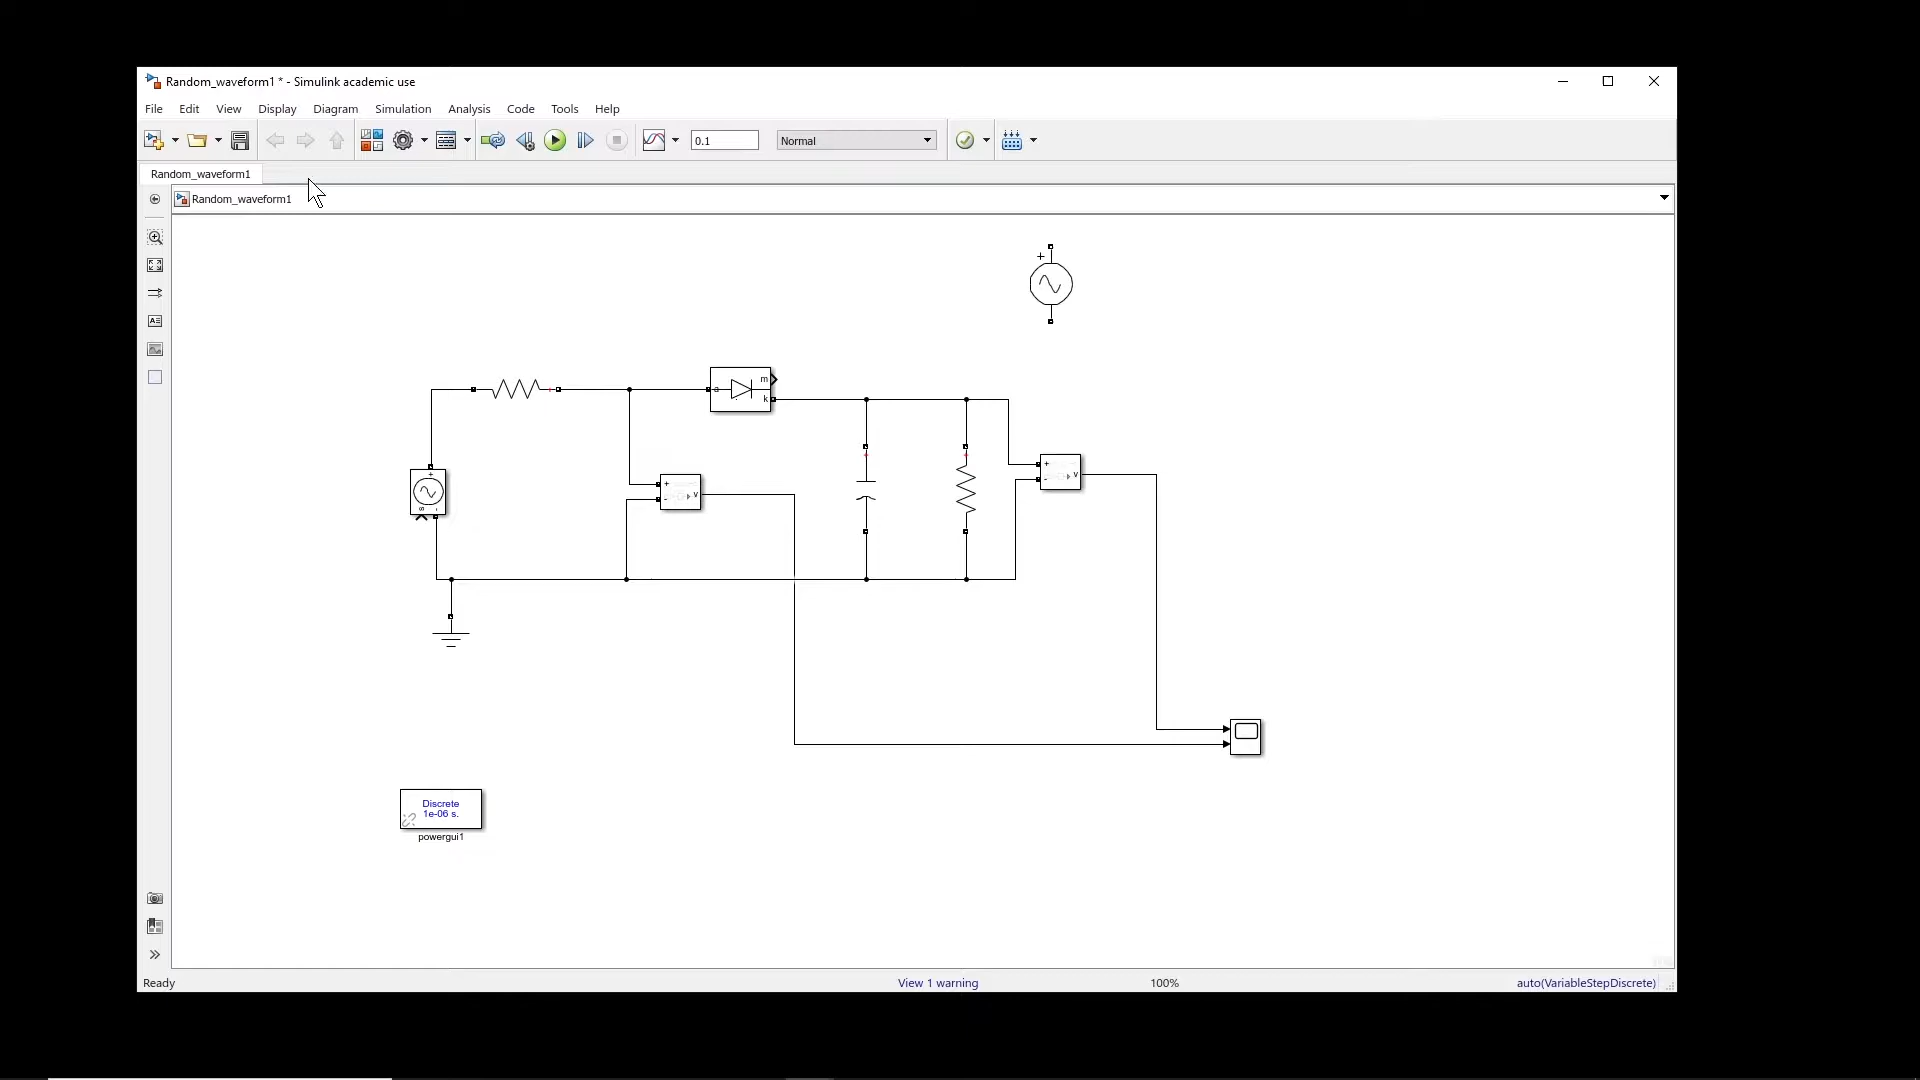 Random_waveform1 * - Simulink academic use
File Edit View Display Diagram Simulation Analysis Code Tools Help
0.1 Normal
Random_waveform1
Random_waveform1
+
a m
k
+
s -
+
- v
+
- v
Discrete
1e-06 s.
powergui1
Ready View 1 warning 100% auto(VariableStepDiscrete)